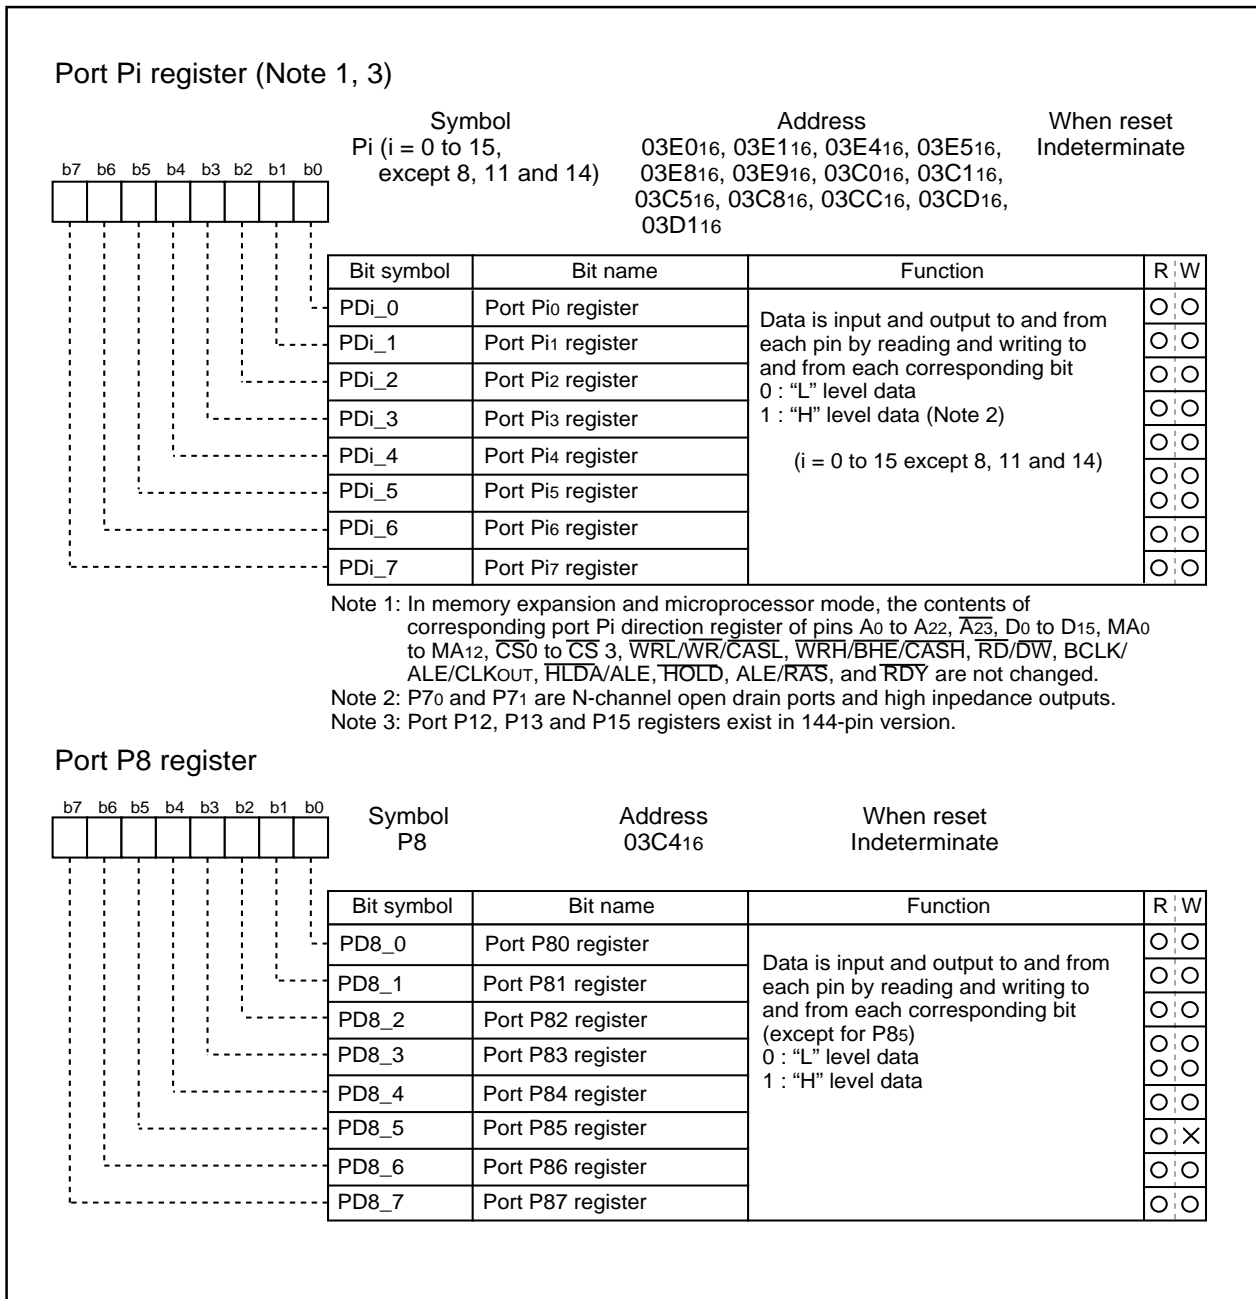 Port Pi register (Note 1, 3)
Symbol Address When reset
Pi (i = 0 to 15, 03E016, 03E116, 03E416, 03E516, Indeterminate
except 8, 11 and 14) 03E816, 03E916, 03C016, 03C116,
03C516, 03C816, 03CC16, 03CD16,
03D116
b7 b6 b5 b4 b3 b2 b1 b0
Bit symbol Bit name Function R W
PDi_0 Port Pi0 register
PDi_1 Port Pi1 register
PDi_2 Port Pi2 register
PDi_3 Port Pi3 register
PDi_4 Port Pi4 register
PDi_5 Port Pi5 register
PDi_6 Port Pi6 register
PDi_7 Port Pi7 register
Data is input and output to and from
each pin by reading and writing to
and from each corresponding bit
0 : “L” level data
1 : “H” level data (Note 2)
(i = 0 to 15 except 8, 11 and 14)
Note 1: In memory expansion and microprocessor mode, the contents of
corresponding port Pi direction register of pins A0 to A22, A23, D0 to D15, MA0
to MA12, CS0 to CS 3, WRL/WR/CASL, WRH/BHE/CASH, RD/DW, BCLK/
ALE/CLKOUT, HLDA/ALE, HOLD, ALE/RAS, and RDY are not changed.
Note 2: P70 and P71 are N-channel open drain ports and high inpedance outputs.
Note 3: Port P12, P13 and P15 registers exist in 144-pin version.
Port P8 register
b7 b6 b5 b4 b3 b2 b1 b0
Symbol Address When reset
P8 03C416 Indeterminate
Bit symbol Bit name Function R W
PD8_0 Port P80 register
PD8_1 Port P81 register
PD8_2 Port P82 register
PD8_3 Port P83 register
PD8_4 Port P84 register
PD8_5 Port P85 register
PD8_6 Port P86 register
PD8_7 Port P87 register
Data is input and output to and from
each pin by reading and writing to
and from each corresponding bit
(except for P85)
0 : “L” level data
1 : “H” level data